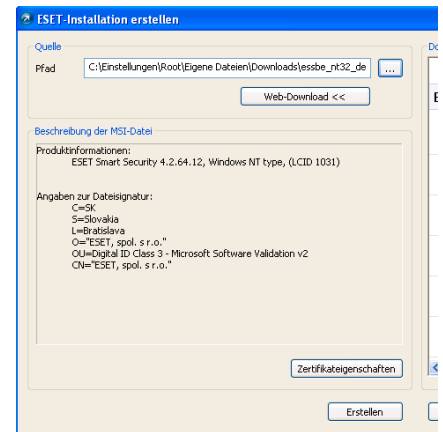 ESET-Installation erstellen
Quelle
Pfad C:\Einstellungen\Root\Eigene Dateien\Downloads\essbe_nt32_de ...
Web-Download <<
Beschreibung der MSI-Datei
Produktinformationen:
ESET Smart Security 4.2.64.12, Windows NT type, (LCID 1031)
Angaben zur Dateisignatur:
C=SK
S=Slovakia
L=Bratislava
O="ESET, spol. s r.o."
OU=Digital ID Class 3 - Microsoft Software Validation v2
CN="ESET, spol. s r.o."
Zertifikateigenschaften
Erstellen